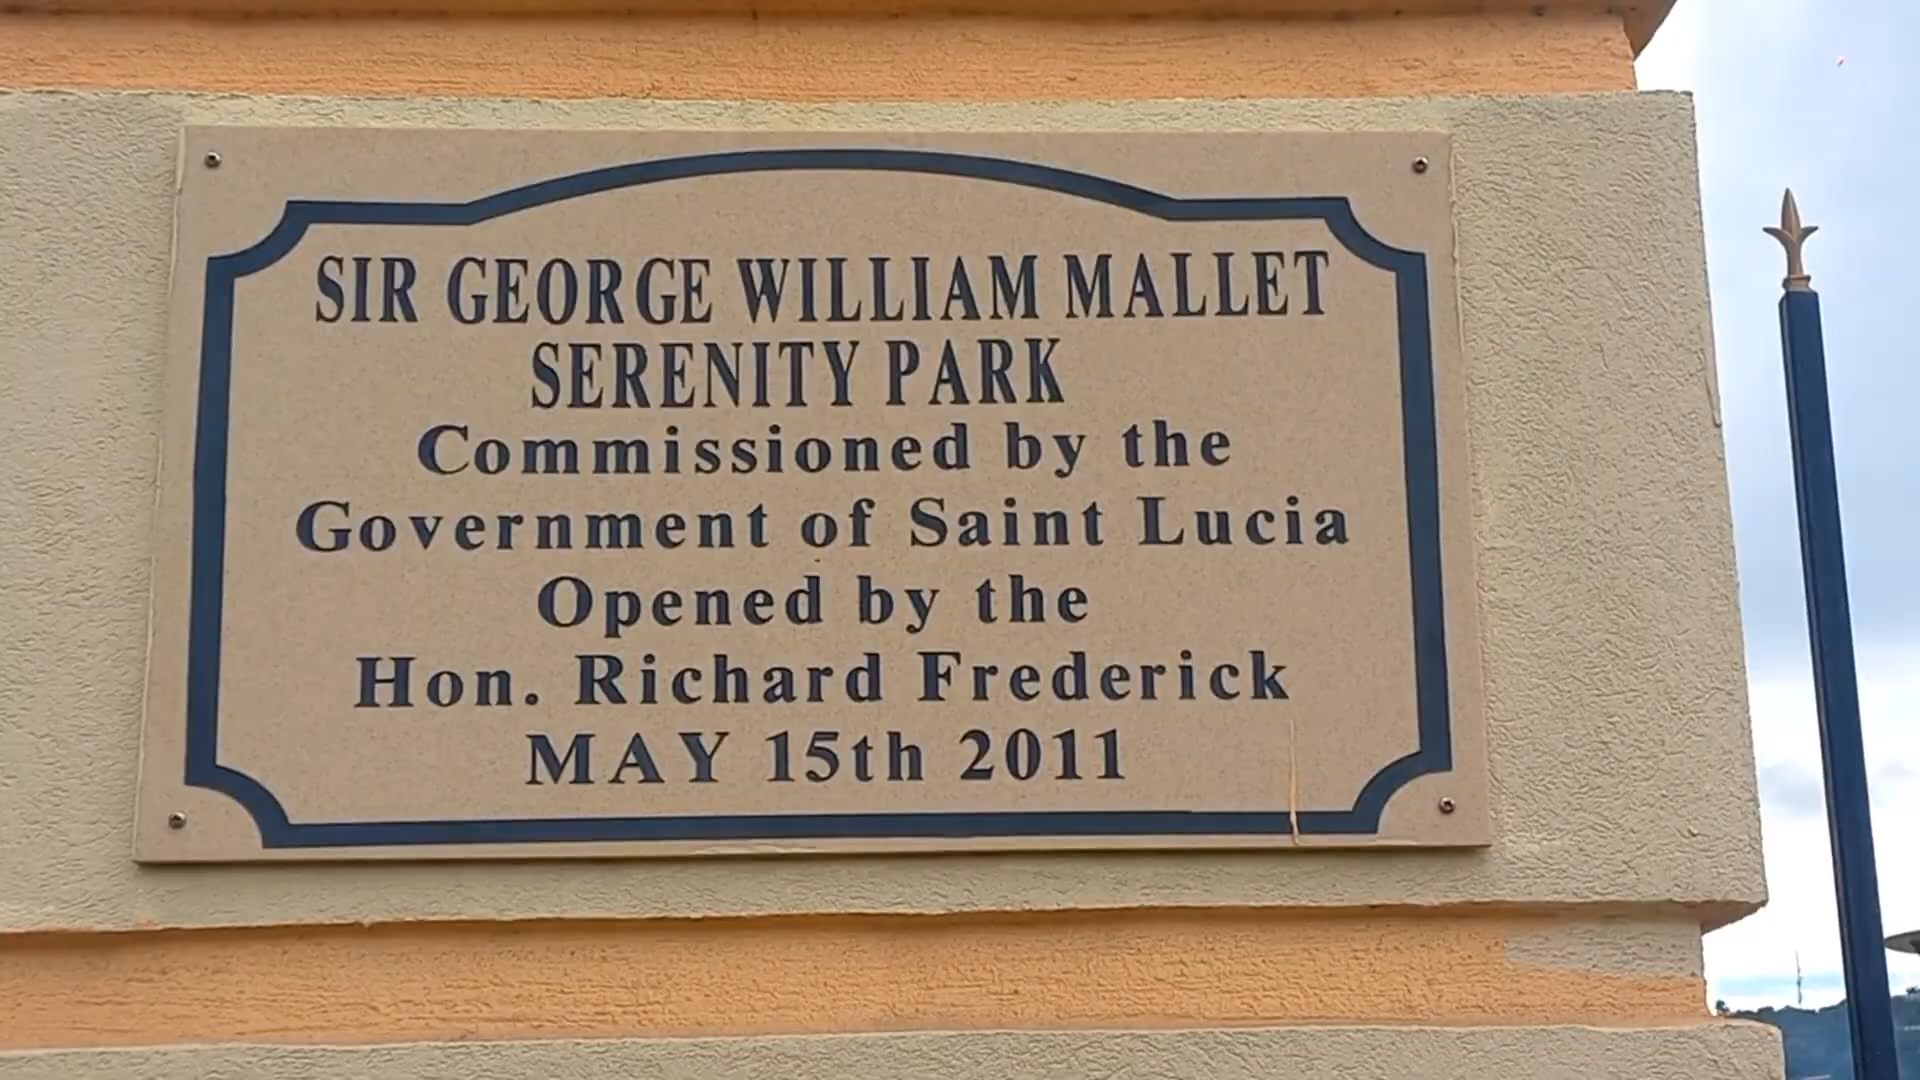 SIR GEORGE WILLIAM MALLET
SERENITY PARK
Commissioned by the
Government of Saint Lucia
Opened by the
Hon. Richard Frederick
MAY 15th 2011